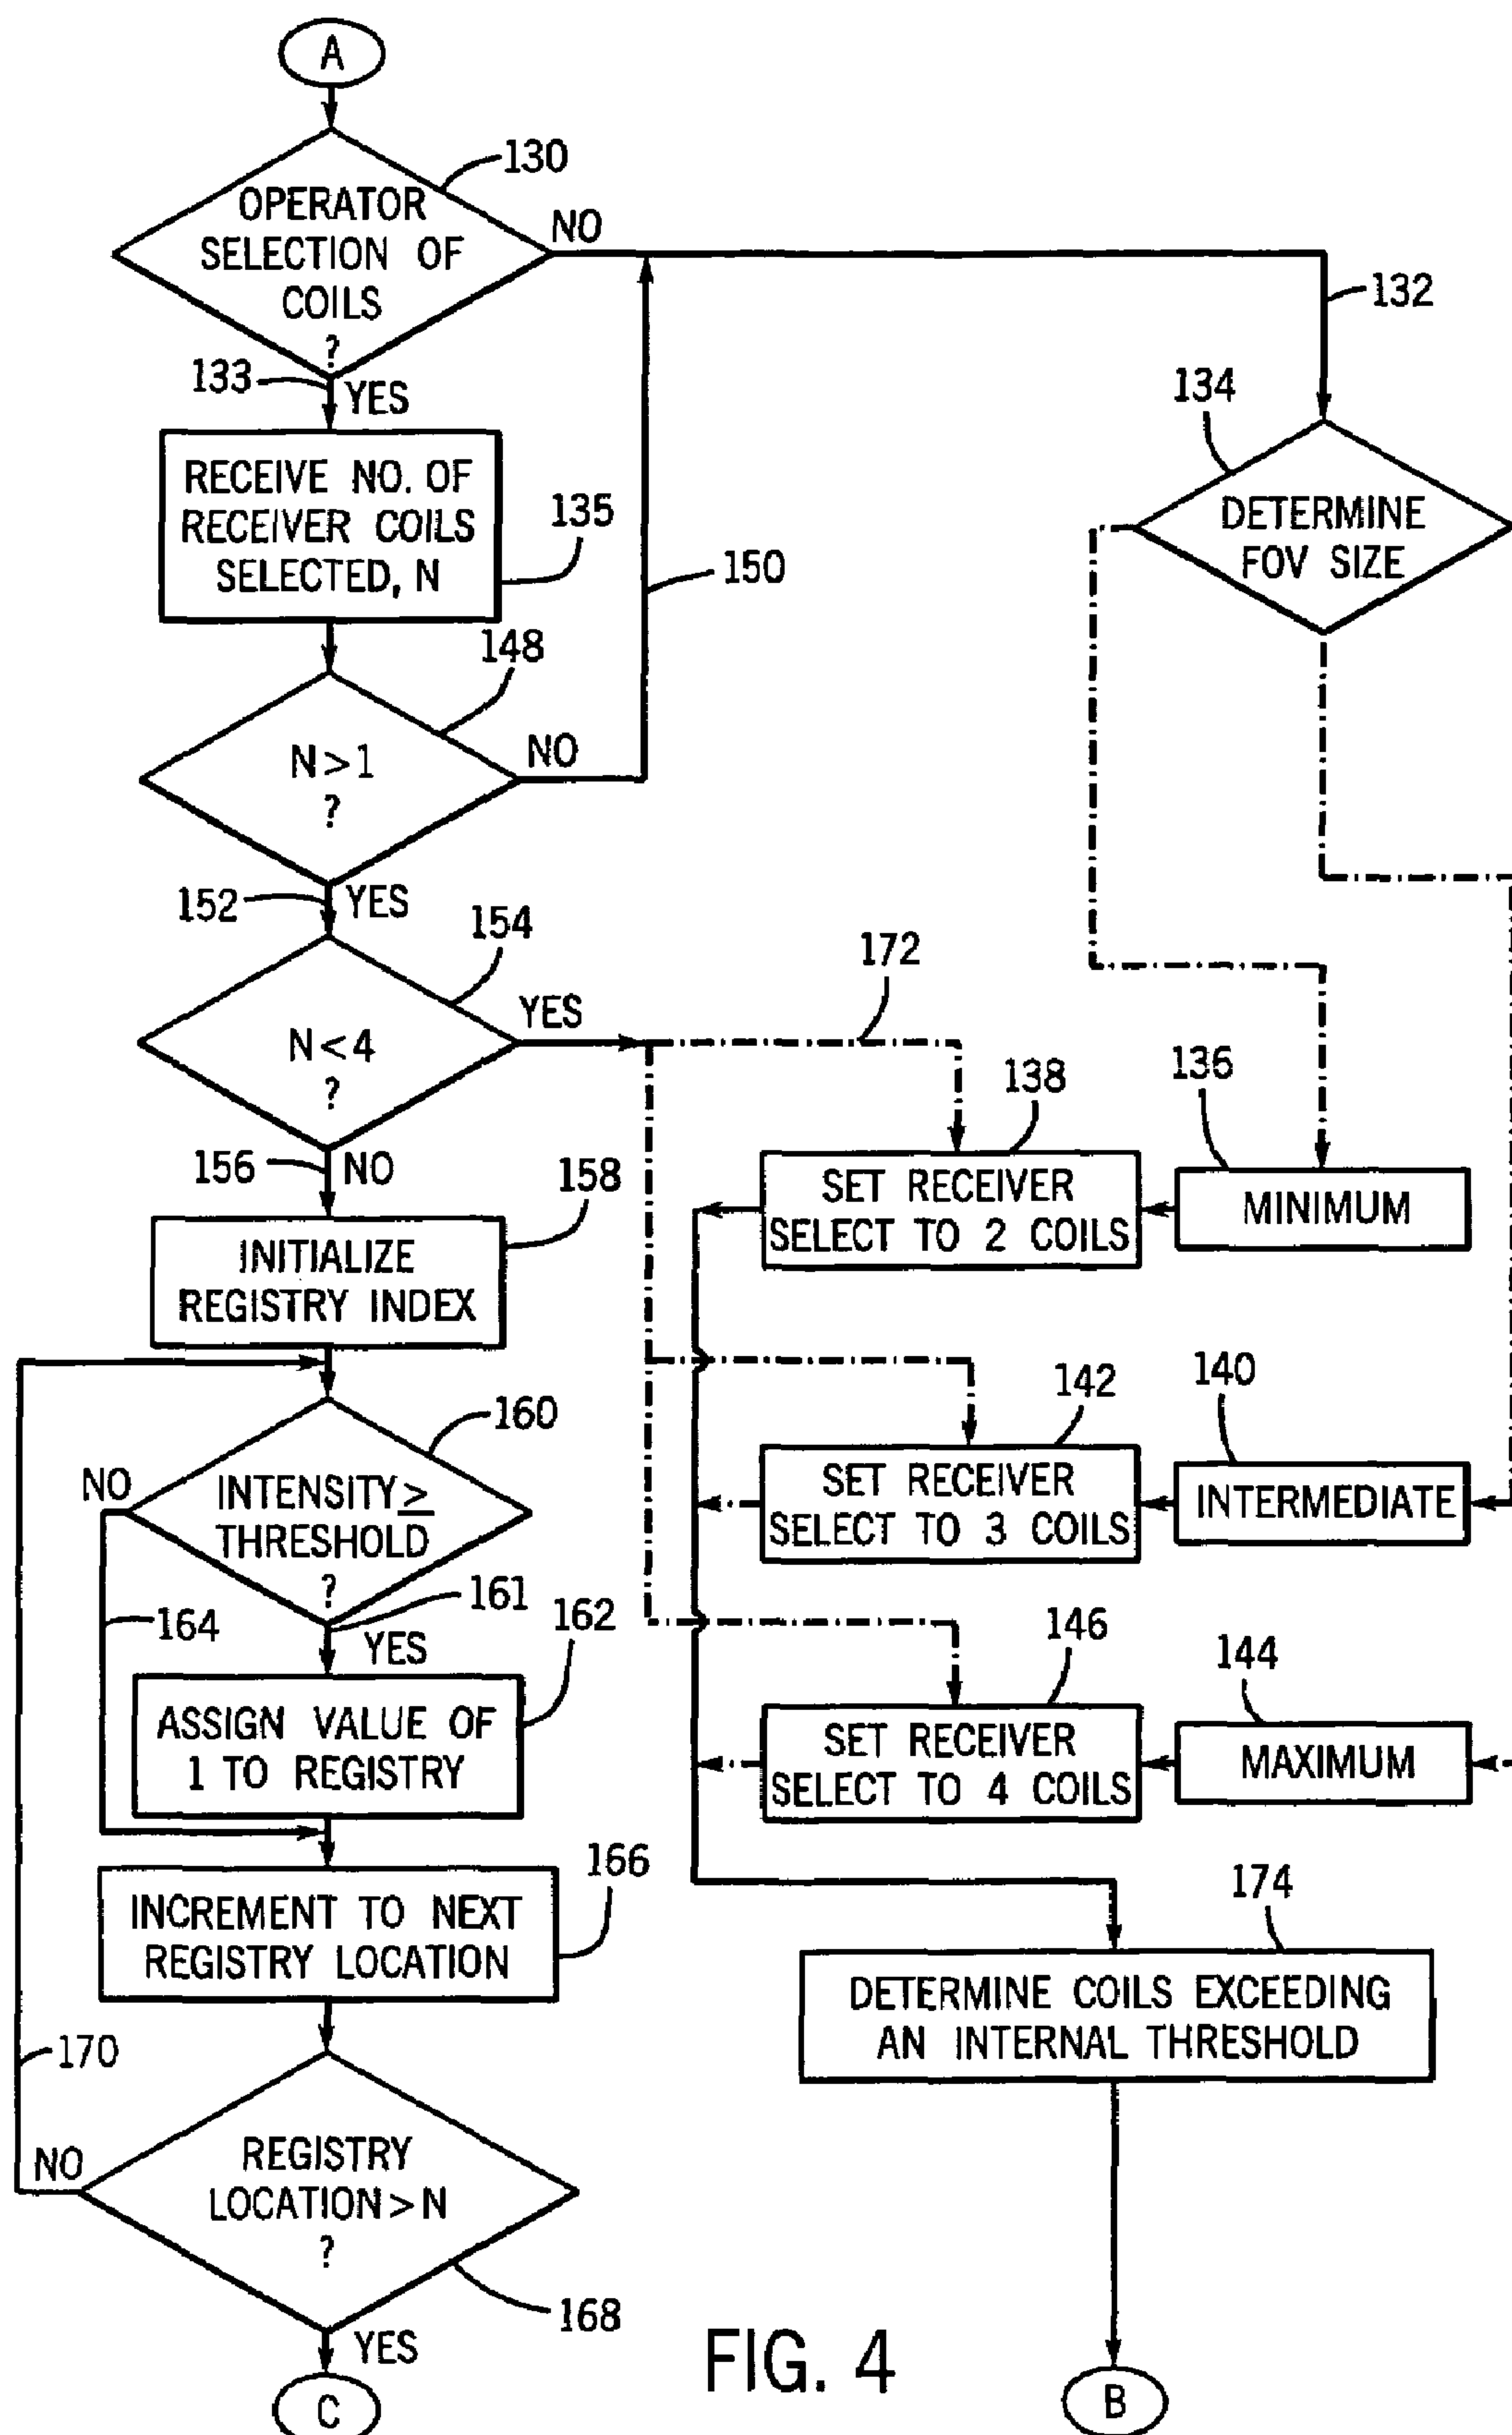 A
130
OPERATOR
SELECTION OF
COILS
?
NO
132
133
YES
134
DETERMINE
FOV SIZE
RECEIVE NO. OF
RECEIVER COILS
SELECTED, N
135
150
148
N>1
?
NO
152
YES
154
N<4
?
YES
172
156
NO
158
INITIALIZE
REGISTRY INDEX
138
SET RECEIVER
SELECT TO 2 COILS
136
MINIMUM
160
NO
INTENSITY ≥
THRESHOLD
?
142
SET RECEIVER
SELECT TO 3 COILS
140
INTERMEDIATE
161
164
YES
162
ASSIGN VALUE OF
1 TO REGISTRY
146
SET RECEIVER
SELECT TO 4 COILS
144
MAXIMUM
166
INCREMENT TO NEXT
REGISTRY LOCATION
174
DETERMINE COILS EXCEEDING
AN INTERNAL THRESHOLD
170
NO
REGISTRY
LOCATION>N
?
168
YES
C
FIG. 4
B